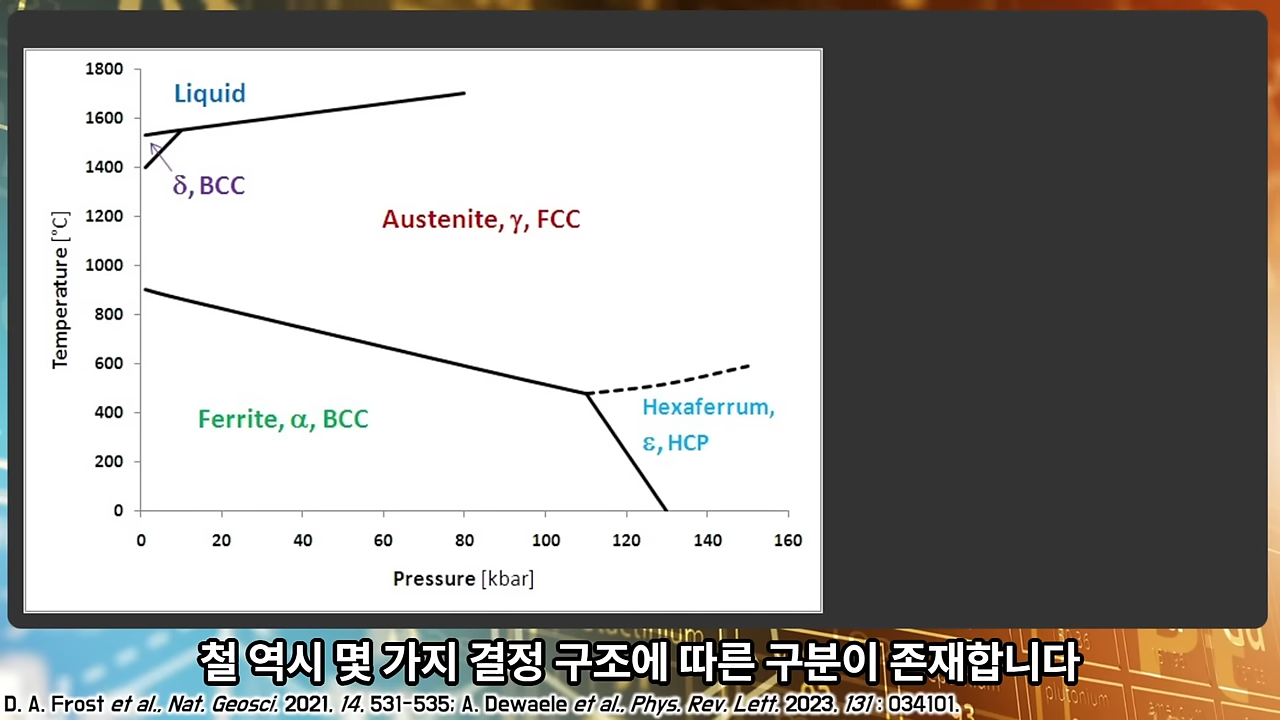 1800
1600
1400
1200
1000
800
600
400
200
0
Temperature [°C]
Liquid
δ, BCC
Austenite, γ, FCC
Ferrite, α, BCC
Hexaferrum,
ε, HCP
0 20 40 60 80 100 120 140 160
Pressure [kbar]
철 역시 몇 가지 결정 구조에 따른 구분이 존재합니다
D. A. Frost et al., Nat. Geosci. 2021, 14, 531-535; A. Dewaele et al., Phys. Rev. Lett. 2023, 131 : 034101.
plutonium